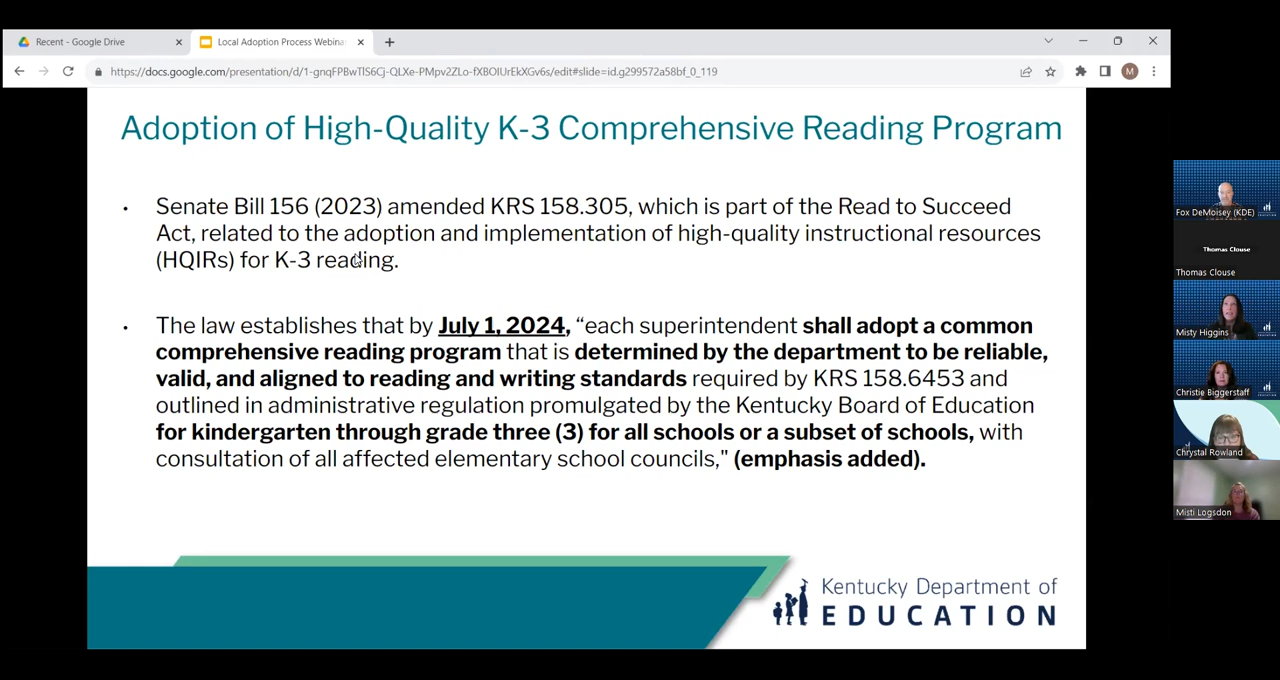 Recent - Google Drive
Local Adoption Process Webina
https://docs.google.com/presentation/d/1-gnqFPBwTlS6Cj-QLXe-PMpv2ZLo-fXBOIUrEkXGv6s/edit#slide=id.g299572a58bf_0_119
M
Adoption of High-Quality K-3 Comprehensive Reading Program
• Senate Bill 156 (2023) amended KRS 158.305, which is part of the Read to Succeed
Act, related to the adoption and implementation of high-quality instructional resources
(HQIRs) for K-3 reading.
• The law establishes that by July 1, 2024, “each superintendent shall adopt a common
comprehensive reading program that is determined by the department to be reliable,
valid, and aligned to reading and writing standards required by KRS 158.6453 and
outlined in administrative regulation promulgated by the Kentucky Board of Education
for kindergarten through grade three (3) for all schools or a subset of schools, with
consultation of all affected elementary school councils," (emphasis added).
Kentucky Department of
EDUCATION
Fox DeMoisey (KDE)
Thomas Clouse
Thomas Clouse
Misty Higgins
Christie Biggerstaff
Chrystal Rowland
Misti Logsdon